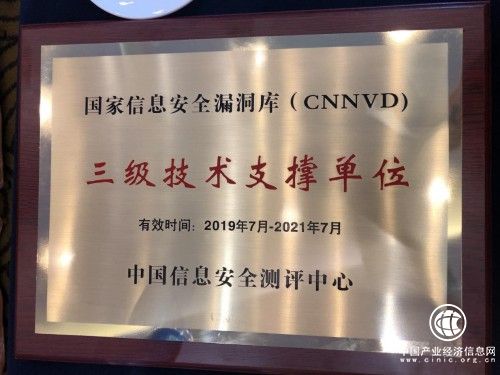 国家信息安全漏洞库（CNNVD）
三级技术支撑单位
有效时间：2019年7月-2021年7月
中国信息安全测评中心
中国产业经济信息网
www.cinic.org.cn